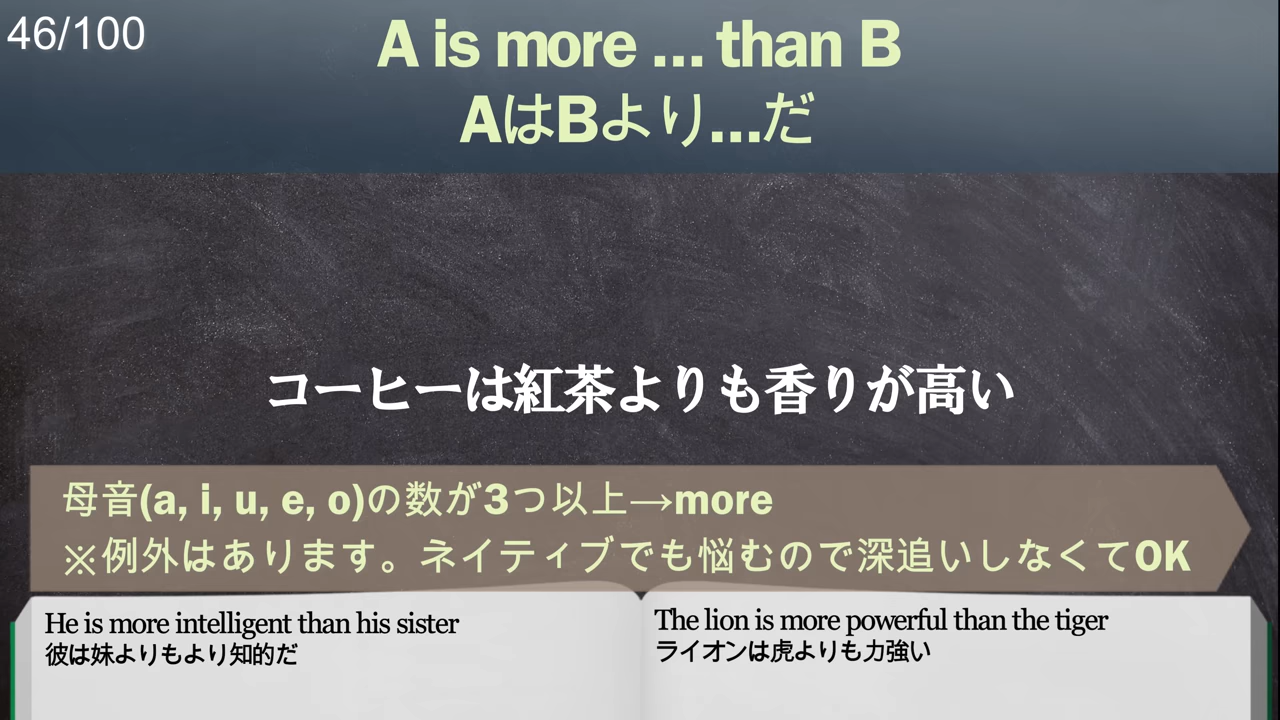 46/100
A is more ... than B
AはBより...だ
コーヒーは紅茶よりも香りが高い
母音(a, i, u, e, o)の数が3つ以上→more
※例外はあります。ネイティブでも悩むので深追いしなくてOK
He is more intelligent than his sister
彼は妹よりもより知的だ
The lion is more powerful than the tiger
ライオンは虎よりも力強い